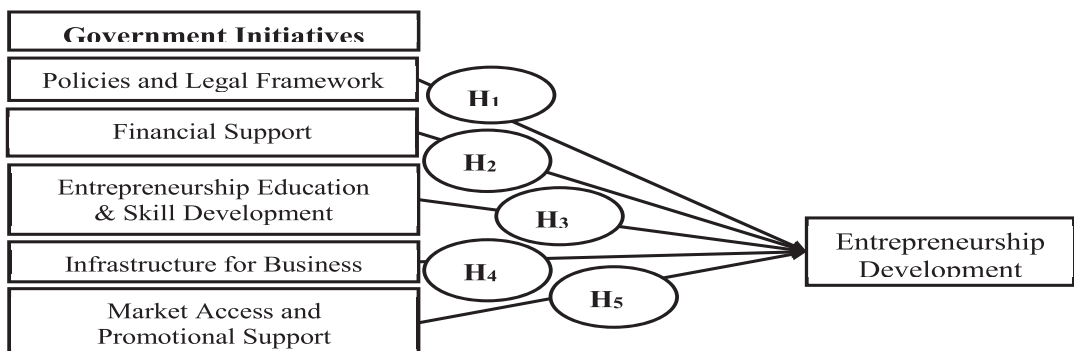 Government Initiatives
Policies and Legal Framework
H1
Financial Support
H2
Entrepreneurship Education
& Skill Development
H3
Infrastructure for Business
H4
Market Access and
Promotional Support
H5
Entrepreneurship
Development